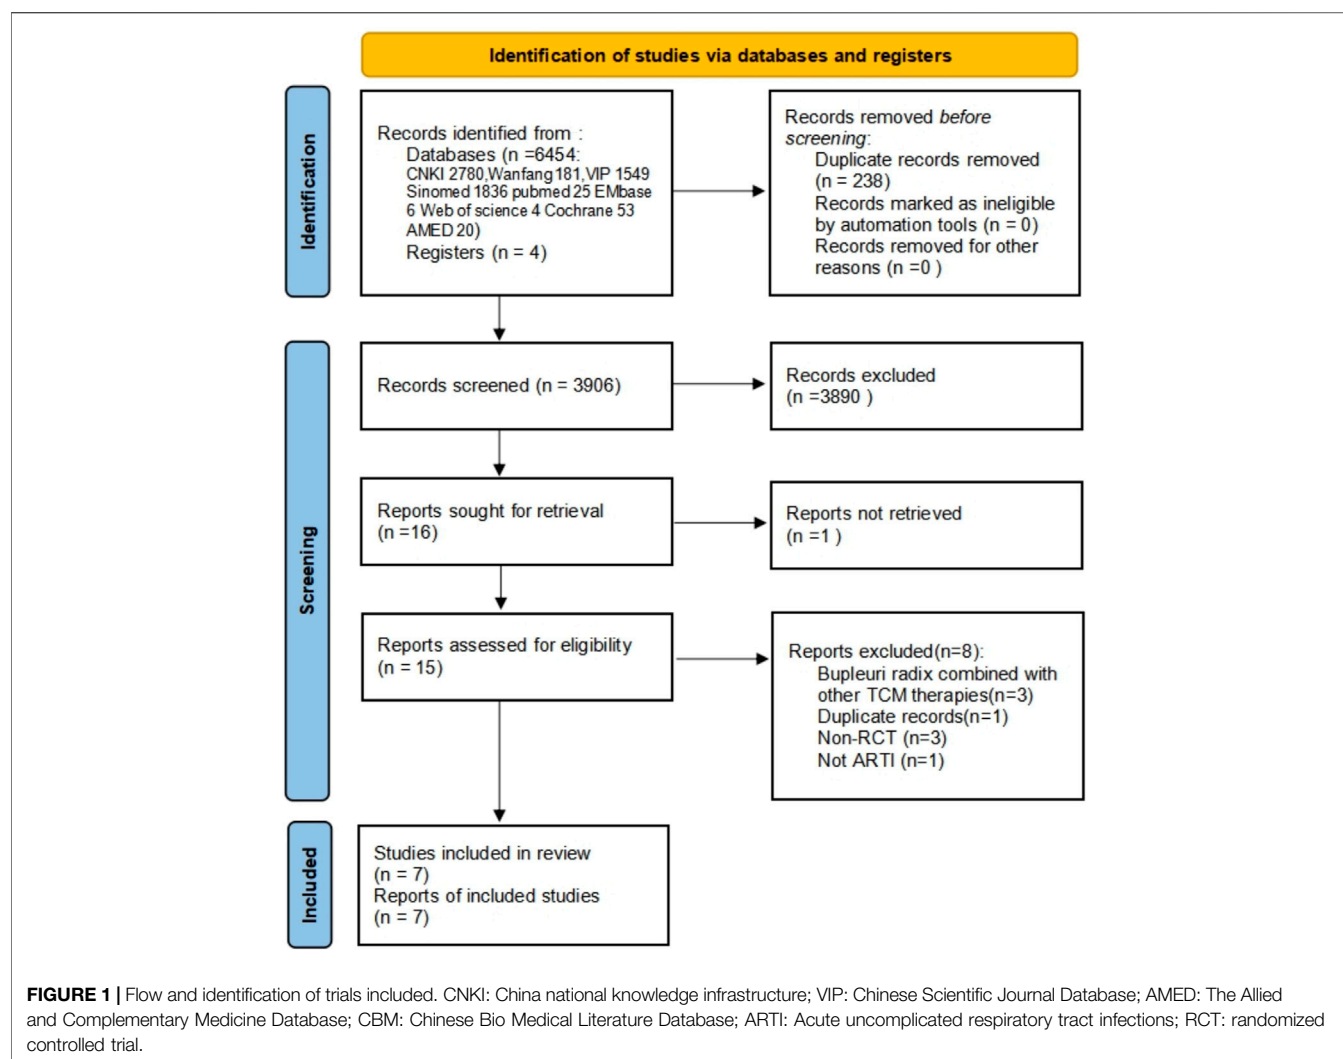 Identification of studies via databases and registers
Identification
Records identified from :
Databases (n =6454:
CNKI 2780,Wanfang 181,VIP 1549
Sinomed 1836 pubmed 25 EMbase
6 Web of science 4 Cochrane 53
AMED 20)
Registers (n = 4)
Records removed before
screening:
Duplicate records removed
(n = 238)
Records marked as ineligible
by automation tools (n = 0)
Records removed for other
reasons (n =0 )
Screening
Records screened (n = 3906)
Records excluded
(n =3890 )
Reports sought for retrieval
(n =16)
Reports not retrieved
(n =1 )
Reports assessed for eligibility
(n = 15)
Reports excluded(n=8):
Bupleuri radix combined with
other TCM therapies(n=3)
Duplicate records(n=1)
Non-RCT (n=3)
Not ARTI (n=1)
Included
Studies included in review
(n = 7)
Reports of included studies
(n = 7)
FIGURE 1 | Flow and identification of trials included. CNKI: China national knowledge infrastructure; VIP: Chinese Scientific Journal Database; AMED: The Allied
and Complementary Medicine Database; CBM: Chinese Bio Medical Literature Database; ARTI: Acute uncomplicated respiratory tract infections; RCT: randomized
controlled trial.